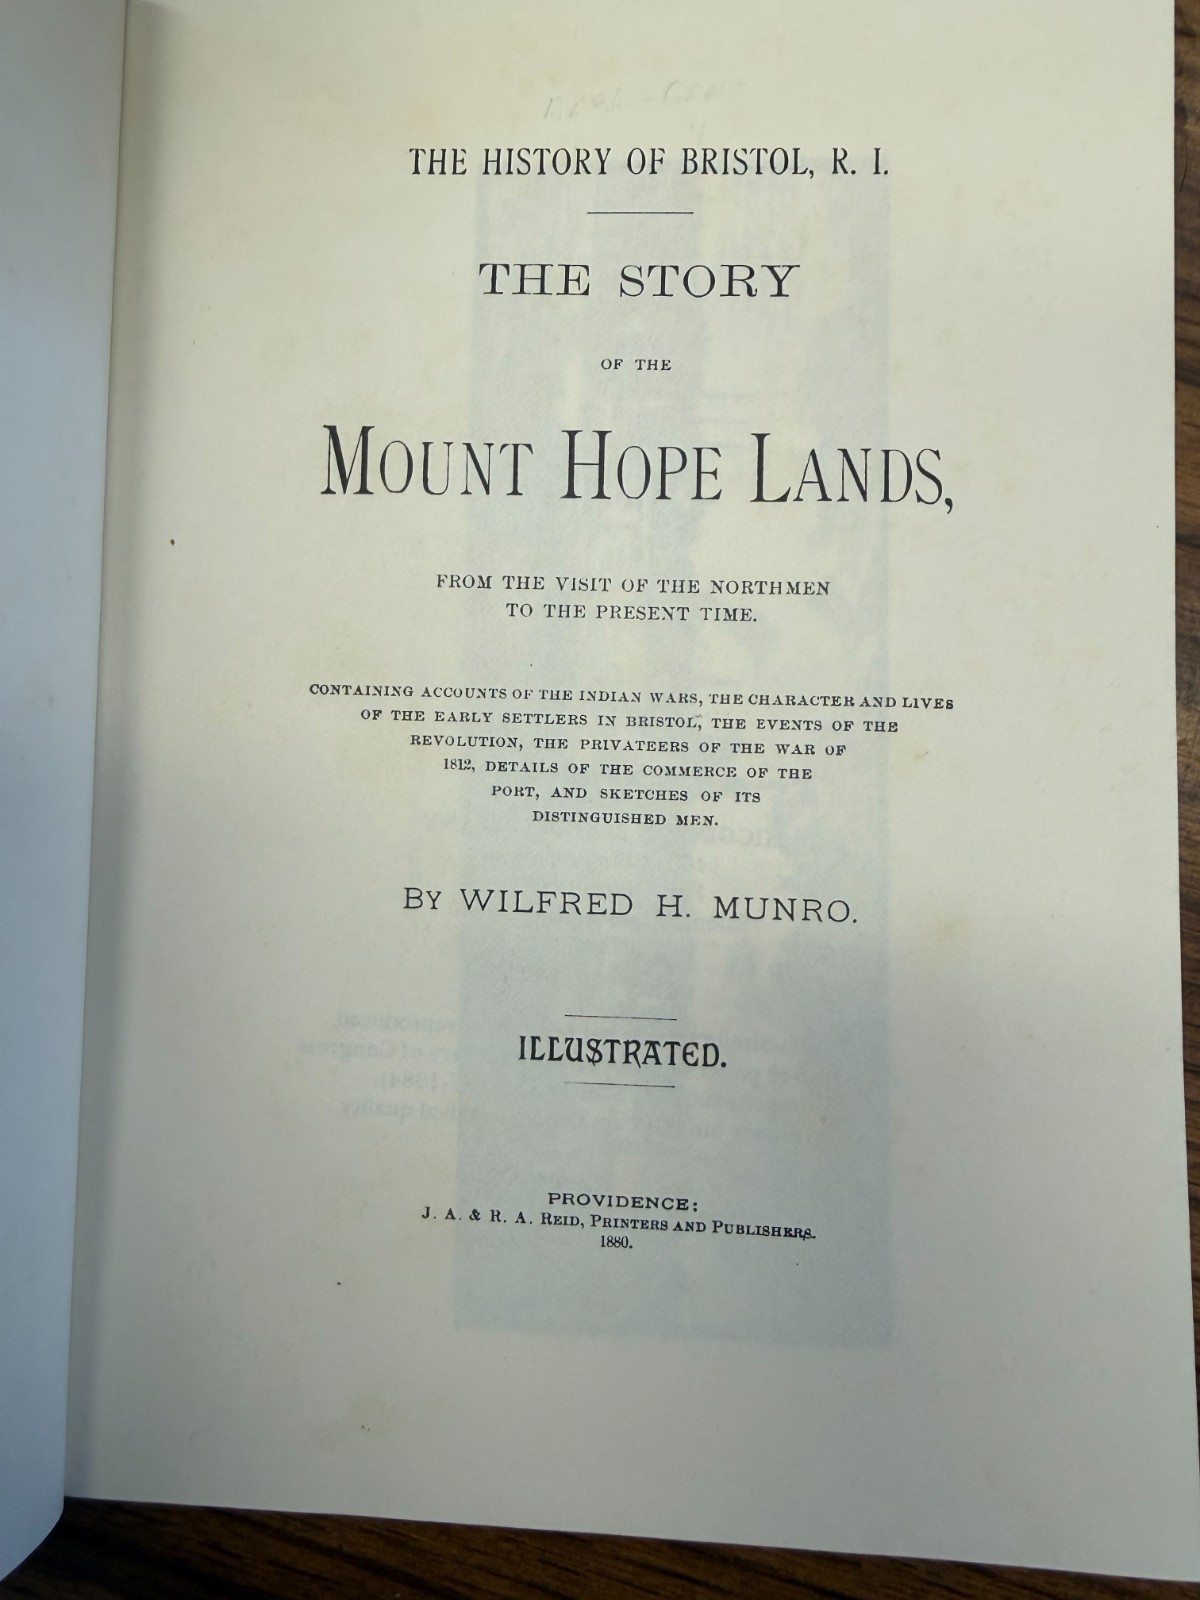 THE HISTORY OF BRISTOL, R. I.
THE STORY
OF THE
MOUNT HOPE LANDS,
FROM THE VISIT OF THE NORTHMEN
TO THE PRESENT TIME.
CONTAINING ACCOUNTS OF THE INDIAN WARS, THE CHARACTER AND LIVES
OF THE EARLY SETTLERS IN BRISTOL, THE EVENTS OF THE
REVOLUTION, THE PRIVATEERS OF THE WAR OF
1812, DETAILS OF THE COMMERCE OF THE
PORT, AND SKETCHES OF ITS
DISTINGUISHED MEN.
BY WILFRED H. MUNRO.
ILLUSTRATED.
PROVIDENCE:
J. A. & R. A. REID, PRINTERS AND PUBLISHERS.
1880.